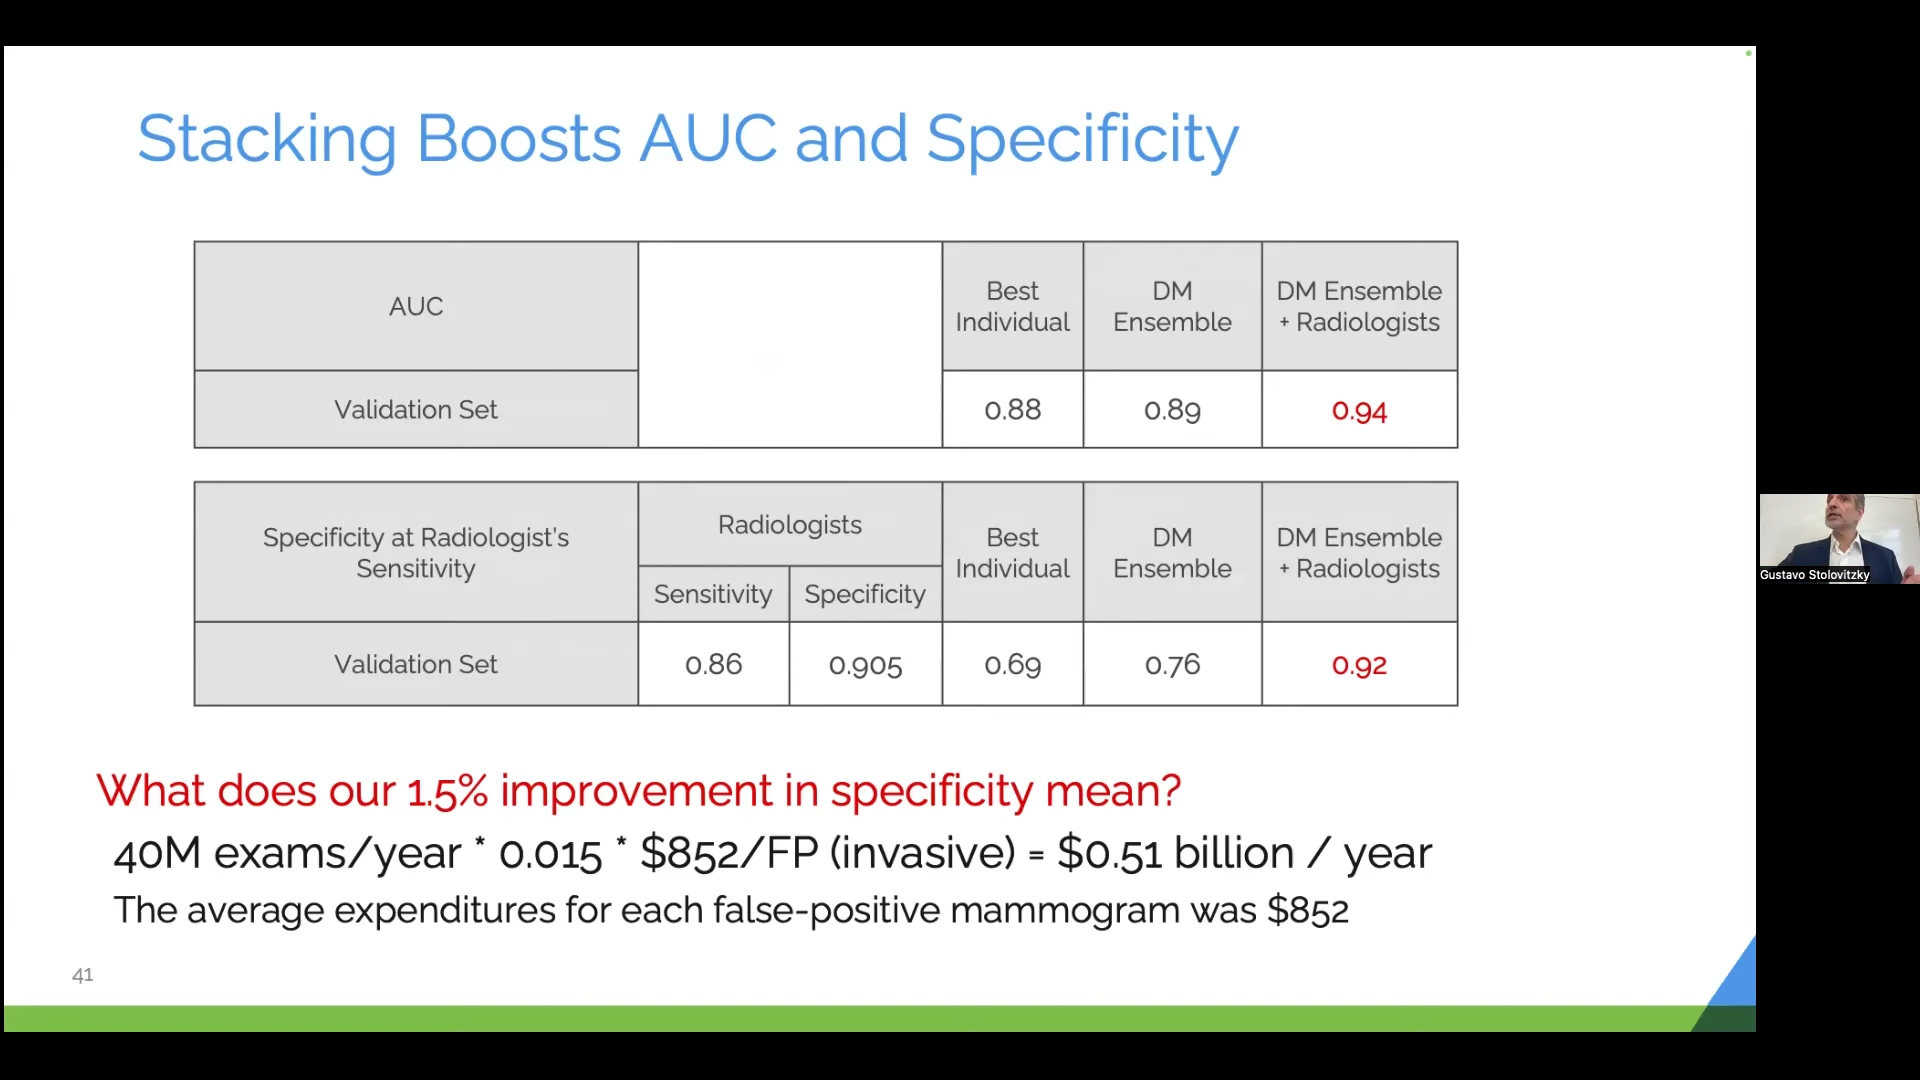 Stacking Boosts AUC and Specificity
AUC
Best
Individual
DM
Ensemble
DM Ensemble
+ Radiologists
Validation Set
0.88
0.89
0.94
Specificity at Radiologist's
Sensitivity
Radiologists
Sensitivity
Specificity
Best
Individual
DM
Ensemble
DM Ensemble
+ Radiologists
Validation Set
0.86
0.905
0.69
0.76
0.92
What does our 1.5% improvement in specificity mean?
40M exams/year * 0.015 * $852/FP (invasive) = $0.51 billion / year
The average expenditures for each false-positive mammogram was $852
41
Gustavo Stolovitzky